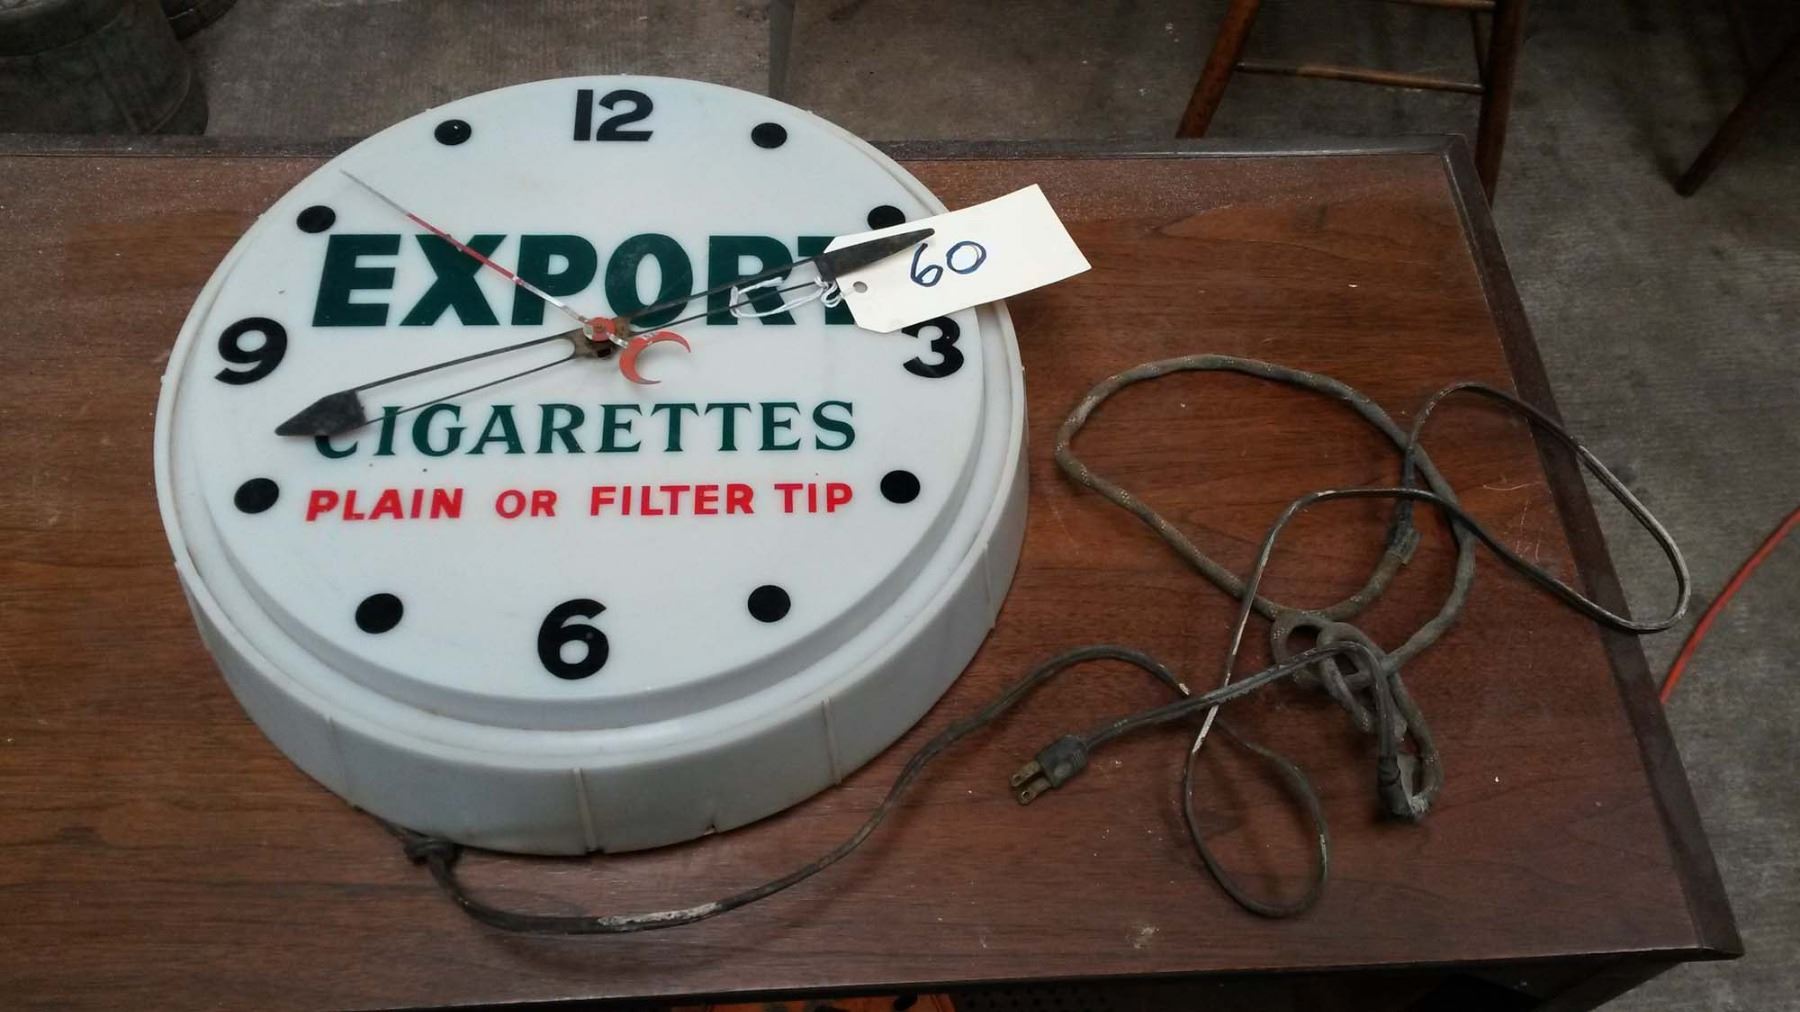 12
EXPORT
60
9
3
CIGARETTES
PLAIN OR FILTER TIP
6